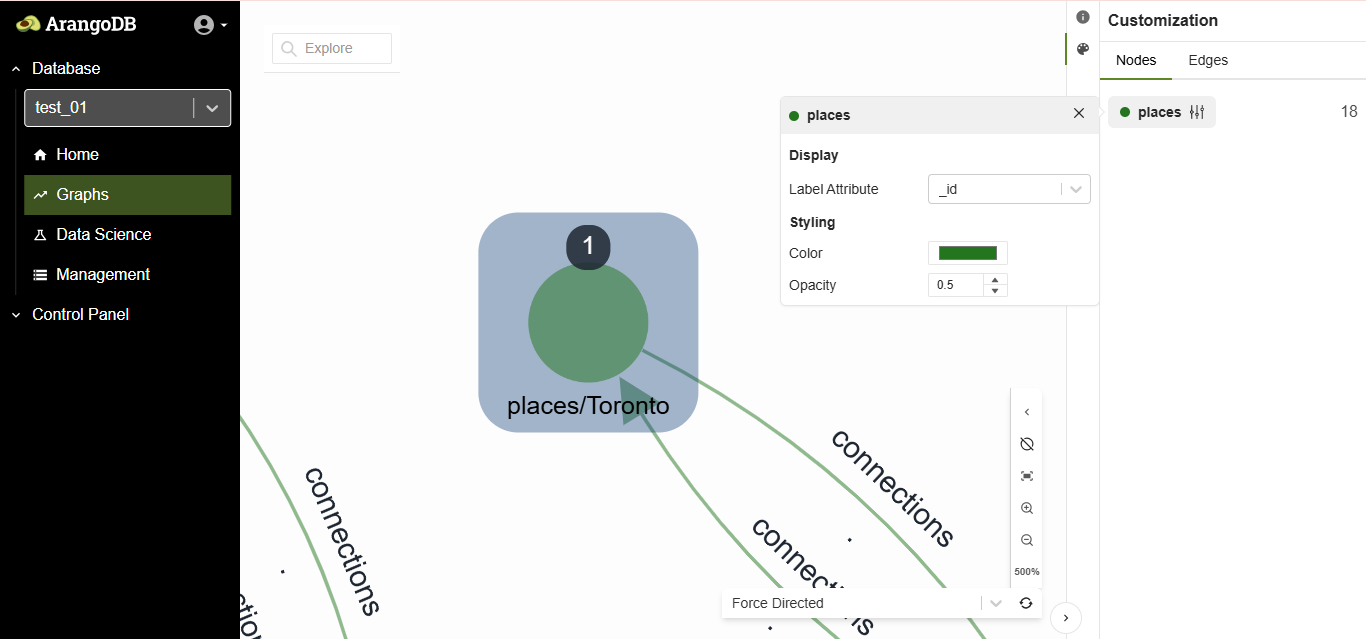 ArangoDB
Database
test_01
Home
Graphs
Data Science
Management
Control Panel
Explore
1
places/Toronto
connections
connections
connections
places
Display
Label Attribute
_id
Styling
Color
Opacity
0.5
500%
Force Directed
Customization
Nodes
Edges
places
18